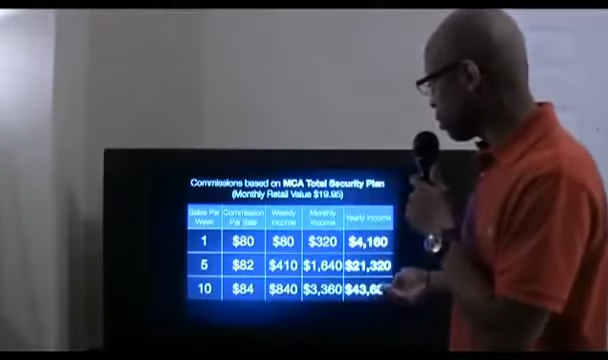 Commissions based on MCA Total Security Plan
(Monthly Retail Value $19.95)
Sales Per Week Commission Per Sale Weekly Income Monthly Income Yearly Income
1 $80 $80 $320 $4,160
5 $82 $410 $1,640 $21,320
10 $84 $840 $3,360